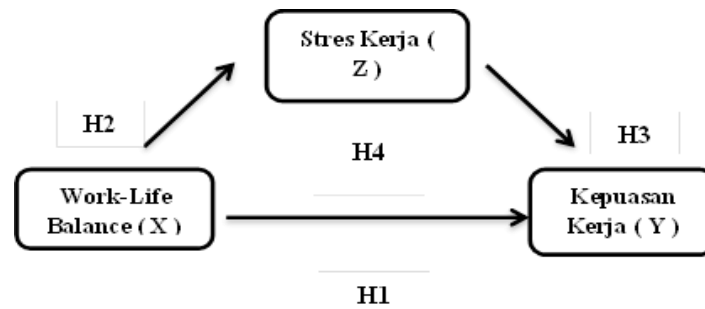 Stres Kerja (
Z )
H2
H3
H4
Work-Life
Balance ( X )
Kepuasan
Kerja ( Y )
H1